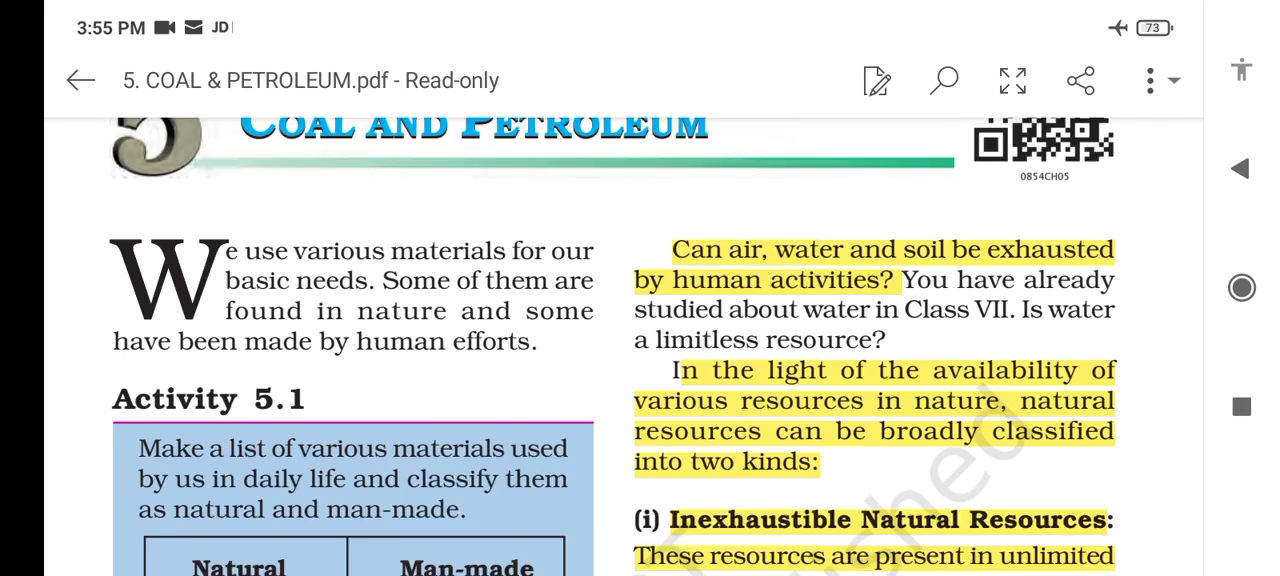 3:55 PM JD
73
5. COAL & PETROLEUM.pdf - Read-only
5 COAL AND PETROLEUM
0854CH05
We use various materials for our
basic needs. Some of them are
found in nature and some
have been made by human efforts.
Activity 5.1
Make a list of various materials used
by us in daily life and classify them
as natural and man-made.
Natural Man-made
Can air, water and soil be exhausted
by human activities? You have already
studied about water in Class VII. Is water
a limitless resource?
In the light of the availability of
various resources in nature, natural
resources can be broadly classified
into two kinds:
(i) Inexhaustible Natural Resources:
These resources are present in unlimited